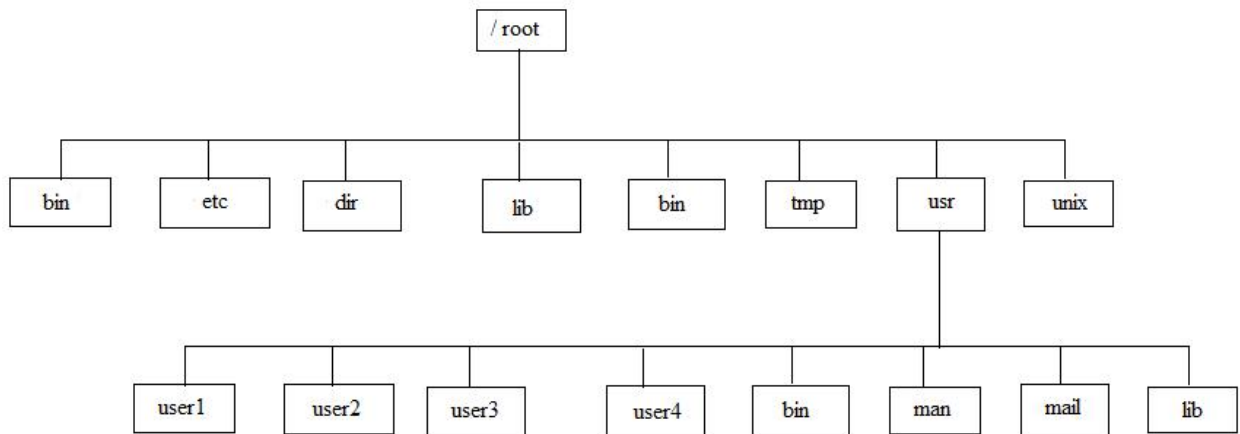 / root
bin etc dir lib bin tmp usr unix
user1 user2 user3 user4 bin man mail lib